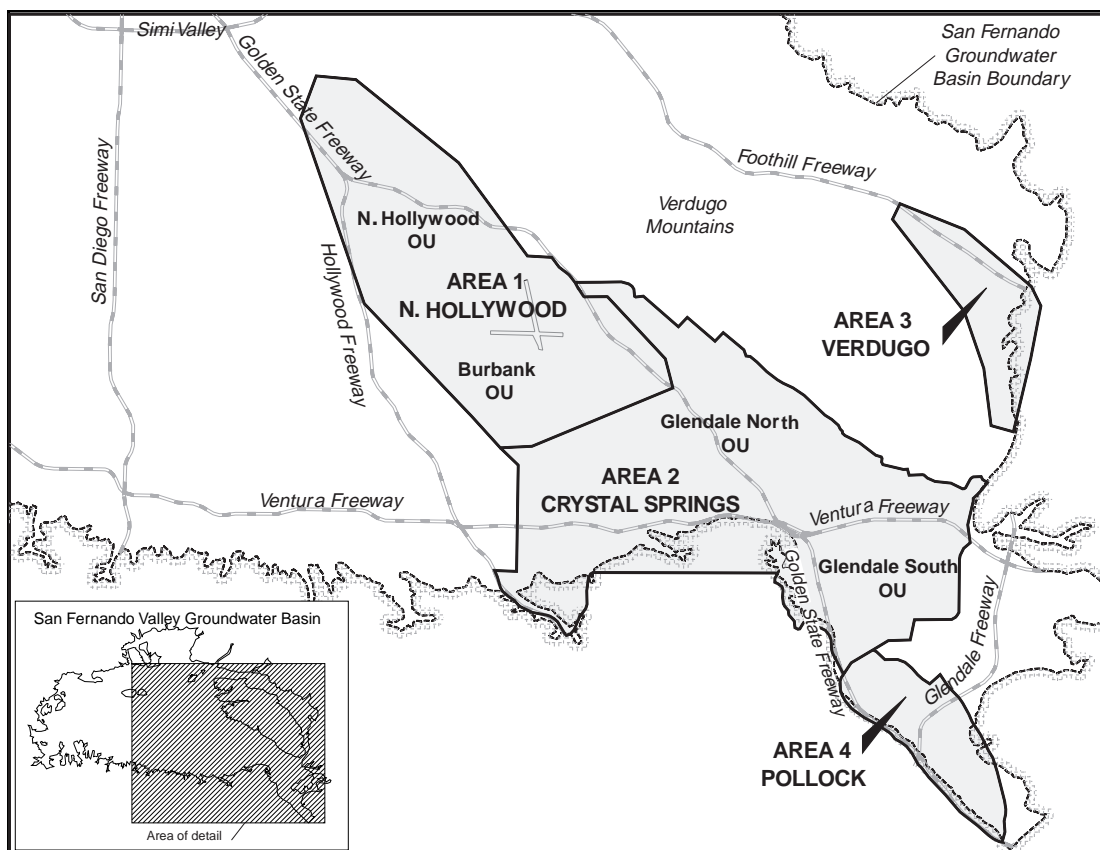 Simi Valley
Golden State Freeway
San Fernando
Groundwater
Basin Boundary
San Diego Freeway
Foothill Freeway
Verdugo
Mountains
N. Hollywood
OU
Hollywood Freeway
AREA 1
N. HOLLYWOOD
AREA 3
VERDUGO
Burbank
OU
Glendale North
OU
AREA 2
CRYSTAL SPRINGS
Ventura Freeway
Ventura Freeway
Glendale South
OU
Golden State Freeway
Glendale Freeway
AREA 4
POLLOCK
San Fernando Valley Groundwater Basin
Area of detail